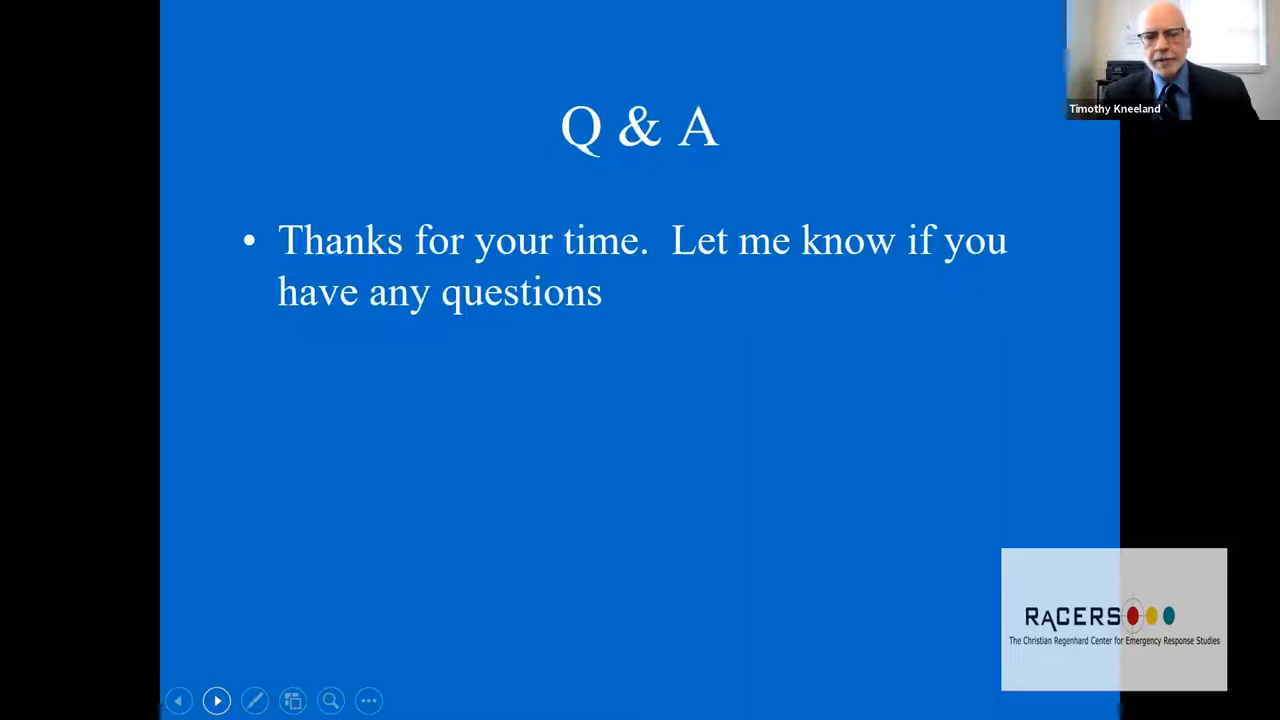 Timothy Kneeland
Q & A
• Thanks for your time. Let me know if you
have any questions
RaCERS
The Christian Regenhard Center for Emergency Response Studies